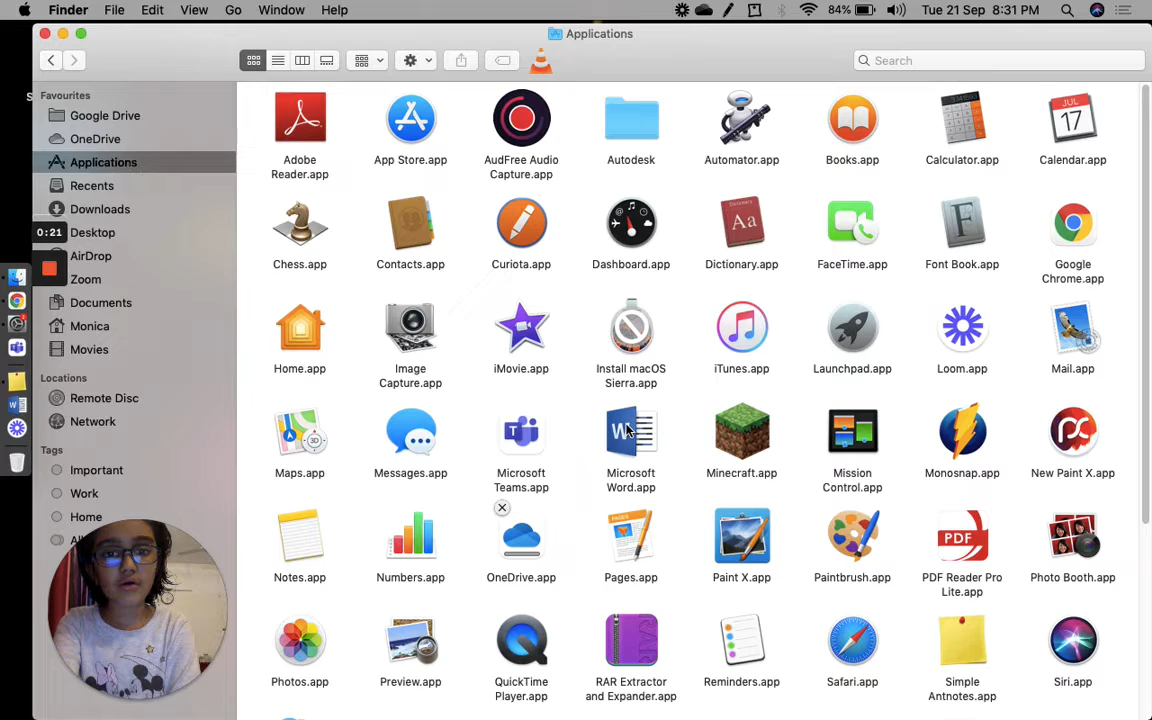 Finder File Edit View Go Window Help 84% Tue 21 Sep 8:31 PM
Applications
Search
Favourites
Google Drive
OneDrive
Applications
Recents
Downloads
0:21 Desktop
AirDrop
Zoom
Documents
Monica
Movies
Locations
Remote Disc
Network
Tags
Important
Work
Home
Adobe Reader.app
App Store.app
AudFree Audio Capture.app
Autodesk
Automator.app
Books.app
Calculator.app
JUL
17
Calendar.app
Chess.app
Contacts.app
Curiota.app
Dashboard.app
Dictionary
Aa
Dictionary.app
FaceTime.app
F
Font Book.app
Google Chrome.app
Home.app
Image Capture.app
iMovie.app
Install macOS Sierra.app
iTunes.app
Launchpad.app
Loom.app
Mail.app
3D
Maps.app
Messages.app
T
Microsoft Teams.app
W
Microsoft Word.app
Minecraft.app
Mission Control.app
Monosnap.app
New Paint X.app
Notes.app
Numbers.app
OneDrive.app
PAGES
Pages.app
Paint X.app
Paintbrush.app
PDF
PDF Reader Pro Lite.app
Photo Booth.app
Photos.app
Preview.app
QuickTime Player.app
RAR Extractor and Expander.app
Reminders.app
Safari.app
Simple Antnotes.app
Siri.app